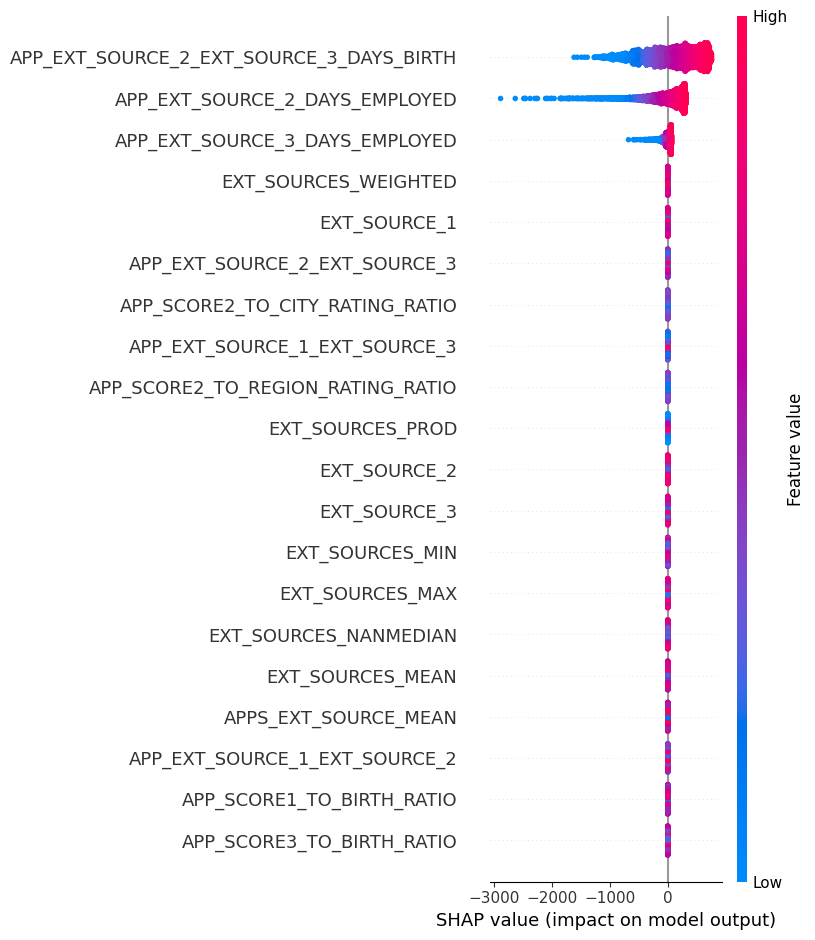 High
APP_EXT_SOURCE_2_EXT_SOURCE_3_DAYS_BIRTH
APP_EXT_SOURCE_2_DAYS_EMPLOYED
APP_EXT_SOURCE_3_DAYS_EMPLOYED
EXT_SOURCES_WEIGHTED
EXT_SOURCE_1
APP_EXT_SOURCE_2_EXT_SOURCE_3
APP_SCORE2_TO_CITY_RATING_RATIO
APP_EXT_SOURCE_1_EXT_SOURCE_3
APP_SCORE2_TO_REGION_RATING_RATIO
EXT_SOURCES_PROD
EXT_SOURCE_2
EXT_SOURCE_3
EXT_SOURCES_MIN
EXT_SOURCES_MAX
EXT_SOURCES_NANMEDIAN
EXT_SOURCES_MEAN
APPS_EXT_SOURCE_MEAN
APP_EXT_SOURCE_1_EXT_SOURCE_2
APP_SCORE1_TO_BIRTH_RATIO
APP_SCORE3_TO_BIRTH_RATIO
Feature value
Low
−3000 −2000 −1000 0
SHAP value (impact on model output)